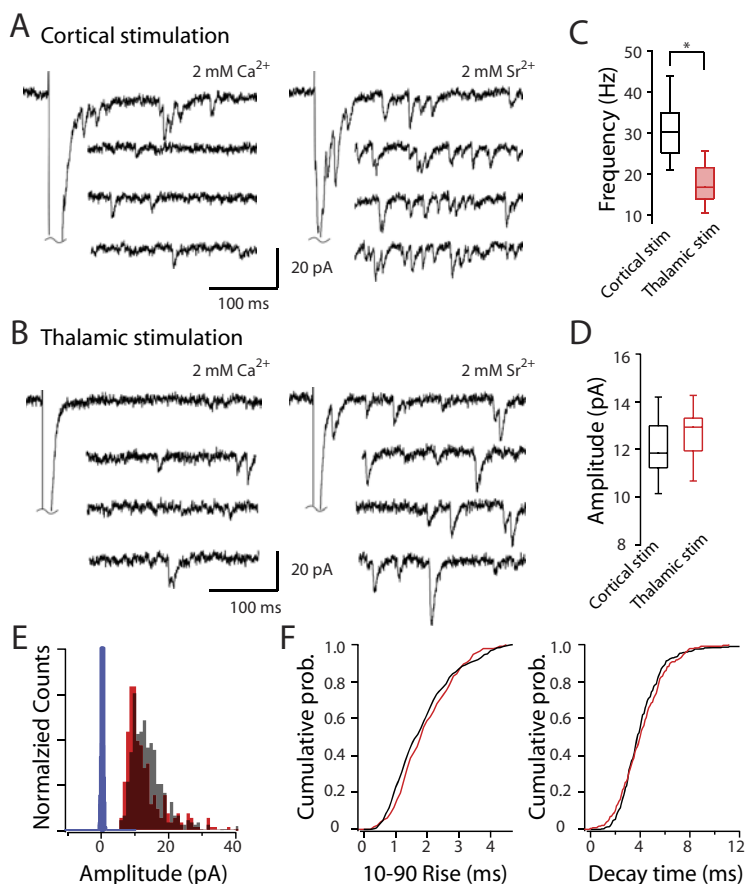 A Cortical stimulation
2 mM Ca2+
2 mM Sr2+
20 pA
100 ms
B Thalamic stimulation
2 mM Ca2+
2 mM Sr2+
20 pA
100 ms
C
*
Frequency (Hz)
50
40
30
20
10
Cortical stim
Thalamic stim
D
Amplitude (pA)
16
14
12
10
8
Cortical stim
Thalamic stim
E
Normalzied Counts
0
20
40
Amplitude (pA)
F
Cumulative prob.
1.0
0.8
0.6
0.4
0.2
0
0 1 2 3 4
10-90 Rise (ms)
Cumulative prob.
1.0
0.8
0.6
0.4
0.2
0
0 4 8 12
Decay time (ms)